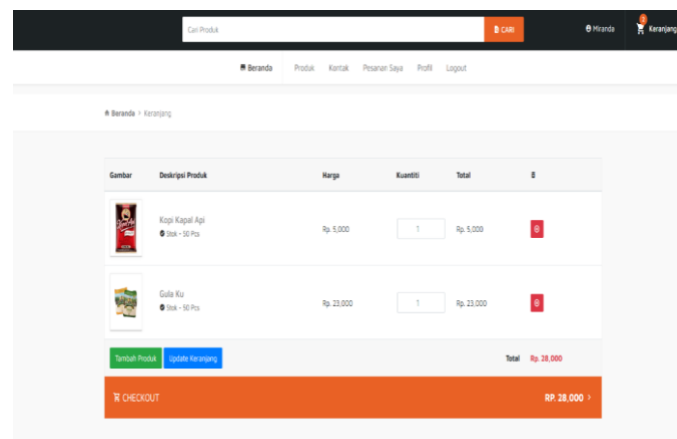 Cari Produk
CARI
Miranda
Keranjang
Beranda Produk Kontak Pesanan Saya Profil Logout
Beranda > Keranjang
Gambar Deskripsi Produk Harga Kuantiti Total
Kopi Kapal Api
Stok - 50 Pcs
Rp. 5,000 1 Rp. 5,000
Gula Ku
Stok - 50 Pcs
Rp. 23,000 1 Rp. 23,000
Tambah Produk Update Keranjang Total Rp. 28,000
CHECKOUT RP. 28,000 >